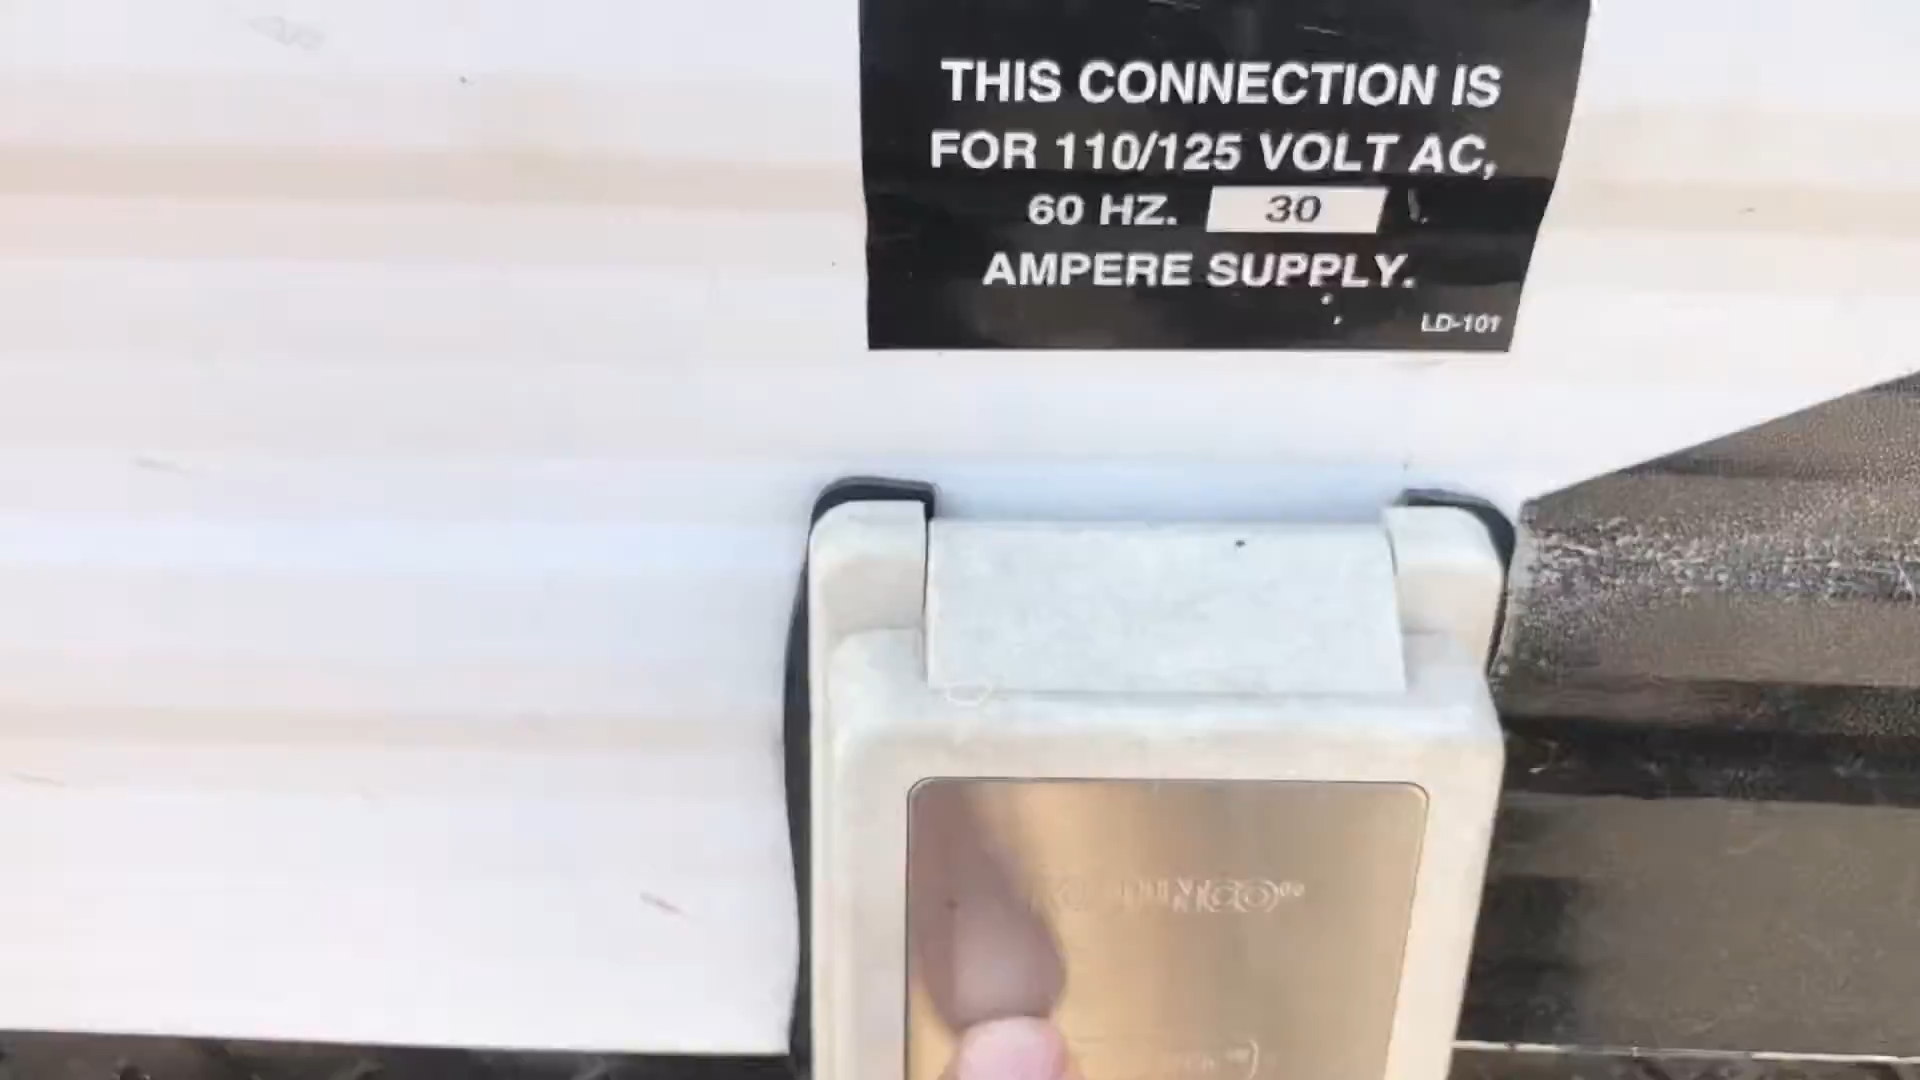 THIS CONNECTION IS
FOR 110/125 VOLT AC,
60 HZ. 30
AMPERE SUPPLY.
LD-101